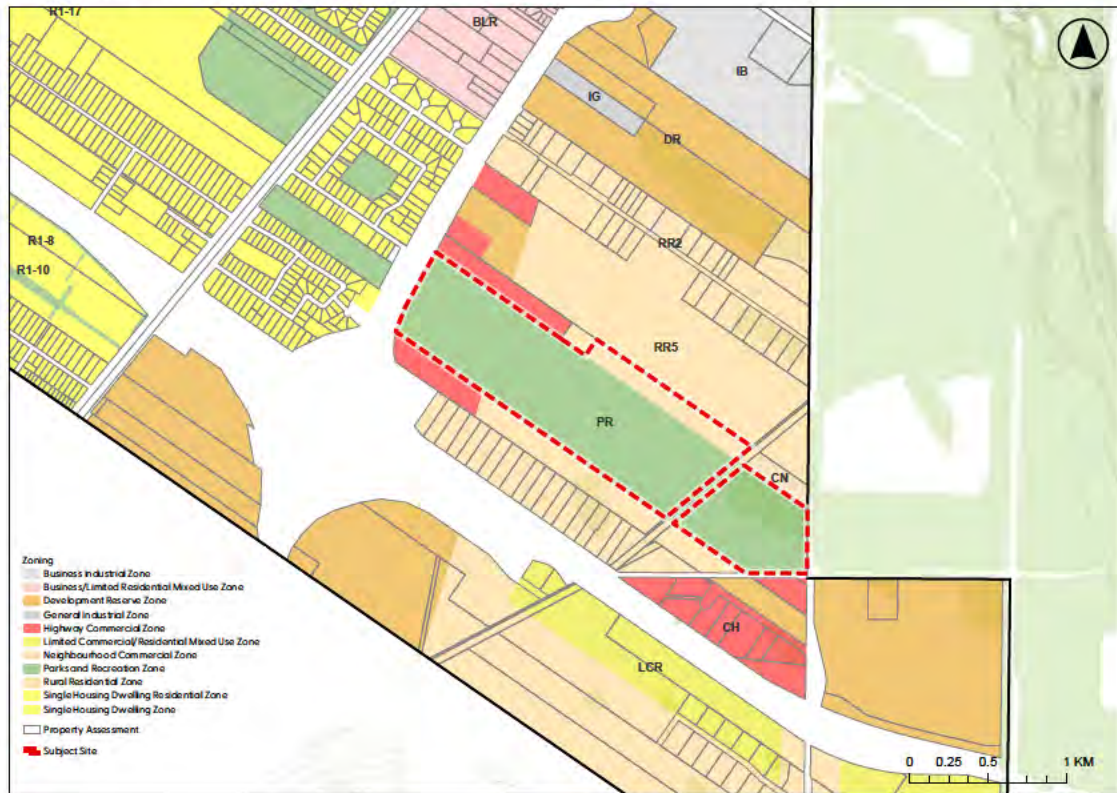 R1-17
BLR
IB
IG
DR
RR2
R1-8
R1-10
RR5
PR
CN
CH
LCR
Zoning
Business Industrial Zone
Business/Limited Residential Mixed Use Zone
Development Reserve Zone
General Industrial Zone
Highway Commercial Zone
Limited Commercial/Residential Mixed Use Zone
Neighbourhood Commercial Zone
Parks and Recreation Zone
Rural Residential Zone
Single Housing Dwelling Residential Zone
Single Housing Dwelling Zone
Property Assessment
Subject Site
0 0.25 0.5 1 KM